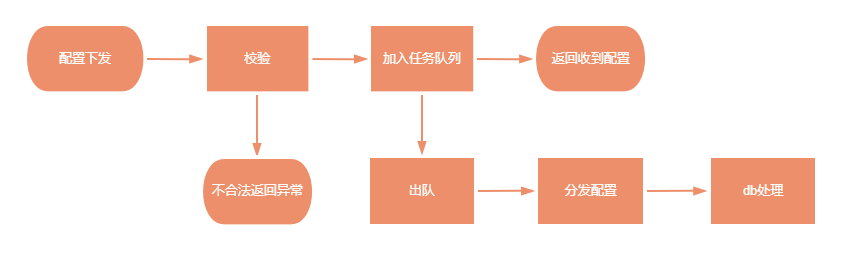 配置下发
校验
加入任务队列
返回收到配置
不合法返回异常
出队
分发配置
db处理